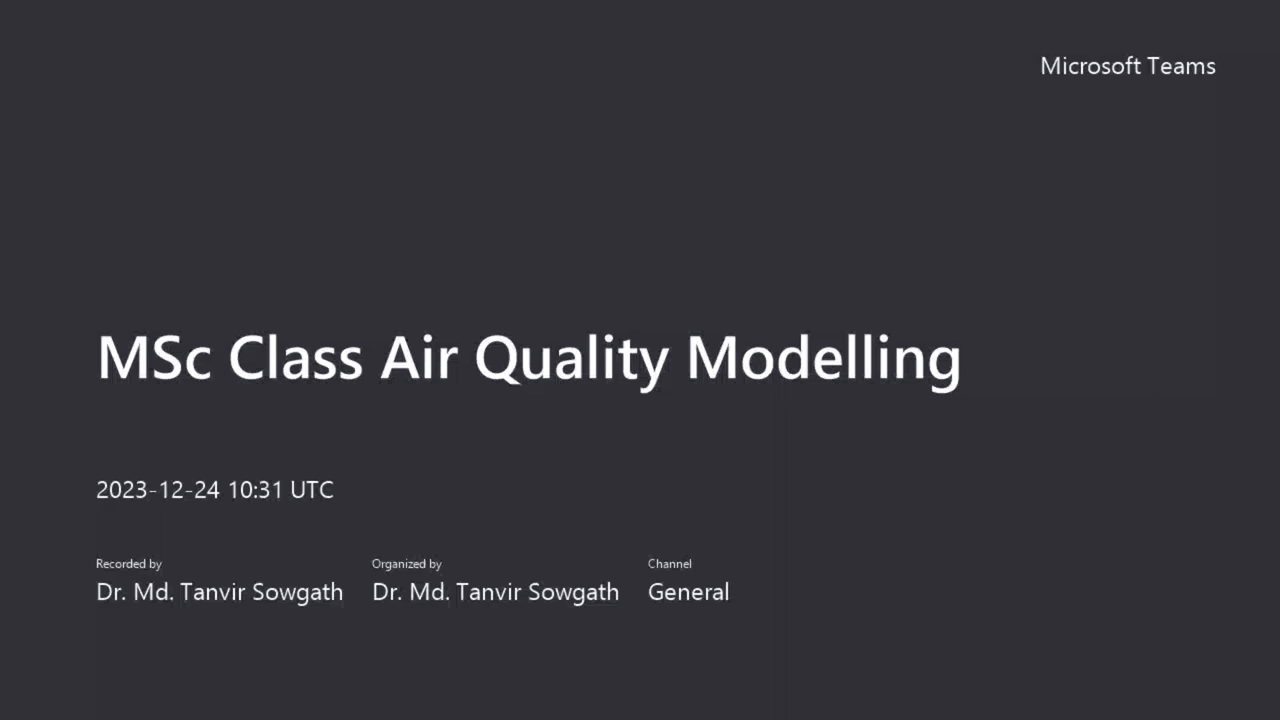 Microsoft Teams
MSc Class Air Quality Modelling
2023-12-24 10:31 UTC
Recorded by Organized by Channel
Dr. Md. Tanvir Sowgath Dr. Md. Tanvir Sowgath General